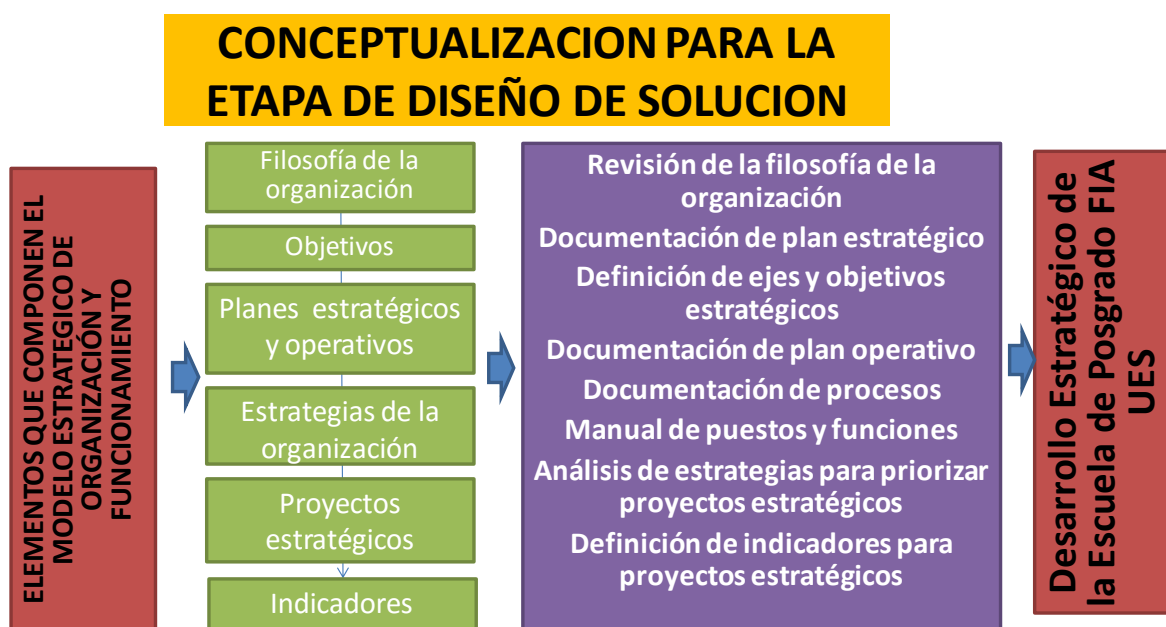 CONCEPTUALIZACION PARA LA
ETAPA DE DISEÑO DE SOLUCION
ELEMENTOS QUE COMPONEN EL
MODELO ESTRATEGICO DE
ORGANIZACIÓN Y
FUNCIONAMIENTO
Filosofía de la
organización
Objetivos
Planes estratégicos
y operativos
Estrategias de la
organización
Proyectos
estratégicos
Indicadores
Revisión de la filosofía de la
organización
Documentación de plan estratégico
Definición de ejes y objetivos
estratégicos
Documentación de plan operativo
Documentación de procesos
Manual de puestos y funciones
Análisis de estrategias para priorizar
proyectos estratégicos
Definición de indicadores para
proyectos estratégicos
Desarrollo Estratégico de
la Escuela de Posgrado FIA
UES